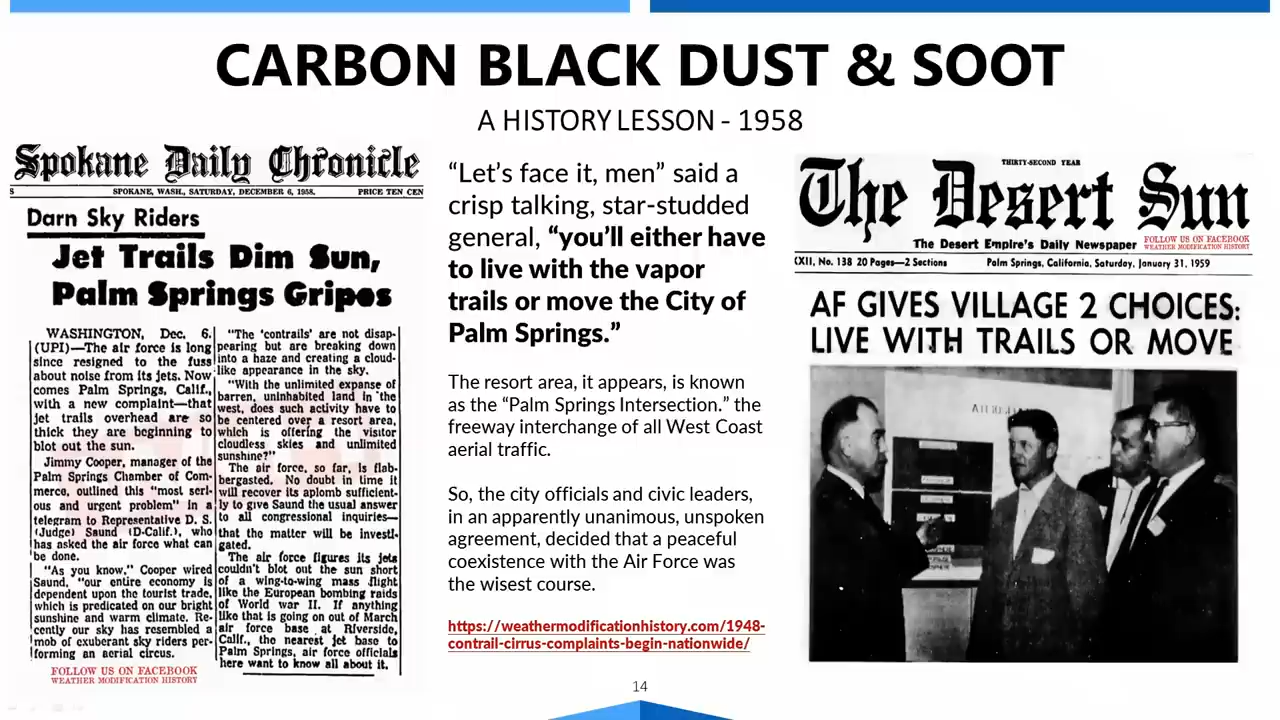 CARBON BLACK DUST & SOOT
A HISTORY LESSON - 1958
Spokane Daily Chronicle
S SPOKANE, WASH., SATURDAY, DECEMBER 6, 1958. PRICE TEN CEN
Darn Sky Riders
Jet Trails Dim Sun,
Palm Springs Gripes
WASHINGTON, Dec. 6.
(UPI)—The air force is long
since resigned to the fuss
about noise from its jets. Now
comes Palm Springs, Calif.,
with a new complaint—that
jet trails overhead are so
thick they are beginning to
blot out the sun.
Jimmy Cooper, manager of the
Palm Springs Chamber of Com-
merce, outlined this "most seri-
ous and urgent problem" in a
telegram to Representative D. S.
(Judge) Saund (D-Calif.), who
has asked the air force what can
be done.
"As you know," Cooper wired
Saund, "our entire economy is
dependent upon the tourist trade,
which is predicated on our bright
sunshine and warm climate. Re-
cently our sky has resembled a
mob of exuberant sky riders per-
forming an aerial circus.
"The 'contrails' are not disap-
pearing but are breaking down
into a haze and creating a cloud-
like appearance in the sky.
"With the unlimited expanse of
barren, uninhabited land in the
west, does such activity have to
be centered over a resort area,
which is offering the visitor
cloudless skies and unlimited
sunshine?"
The air force, so far, is flab-
bergasted. No doubt in time it
will recover its aplomb sufficient-
ly to give Saund the usual answer
to all congressional inquiries—
that the matter will be investi-
gated.
The air force figures its jets
couldn't blot out the sun short
of a wing-to-wing mass flight
like the European bombing raids
of World war II. If anything
like that is going on out of March
air force base at Riverside,
Calif., the nearest jet base to
Palm Springs, air force officials
here want to know all about it.
FOLLOW US ON FACEBOOK
WEATHER MODIFICATION HISTORY
“Let’s face it, men” said a
crisp talking, star-studded
general, “you’ll either have
to live with the vapor
trails or move the City of
Palm Springs.”
The resort area, it appears, is known
as the “Palm Springs Intersection.” the
freeway interchange of all West Coast
aerial traffic.
So, the city officials and civic leaders,
in an apparently unanimous, unspoken
agreement, decided that a peaceful
coexistence with the Air Force was
the wisest course.
https://weathermodificationhistory.com/1948-
contrail-cirrus-complaints-begin-nationwide/
THIRTY-SECOND YEAR
The Desert Sun
The Desert Empire's Daily Newspaper
FOLLOW US ON FACEBOOK
WEATHER MODIFICATION HISTORY
XXII, No. 138 20 Pages—2 Sections Palm Springs, California, Saturday, January 31, 1959
AF GIVES VILLAGE 2 CHOICES:
LIVE WITH TRAILS OR MOVE
14